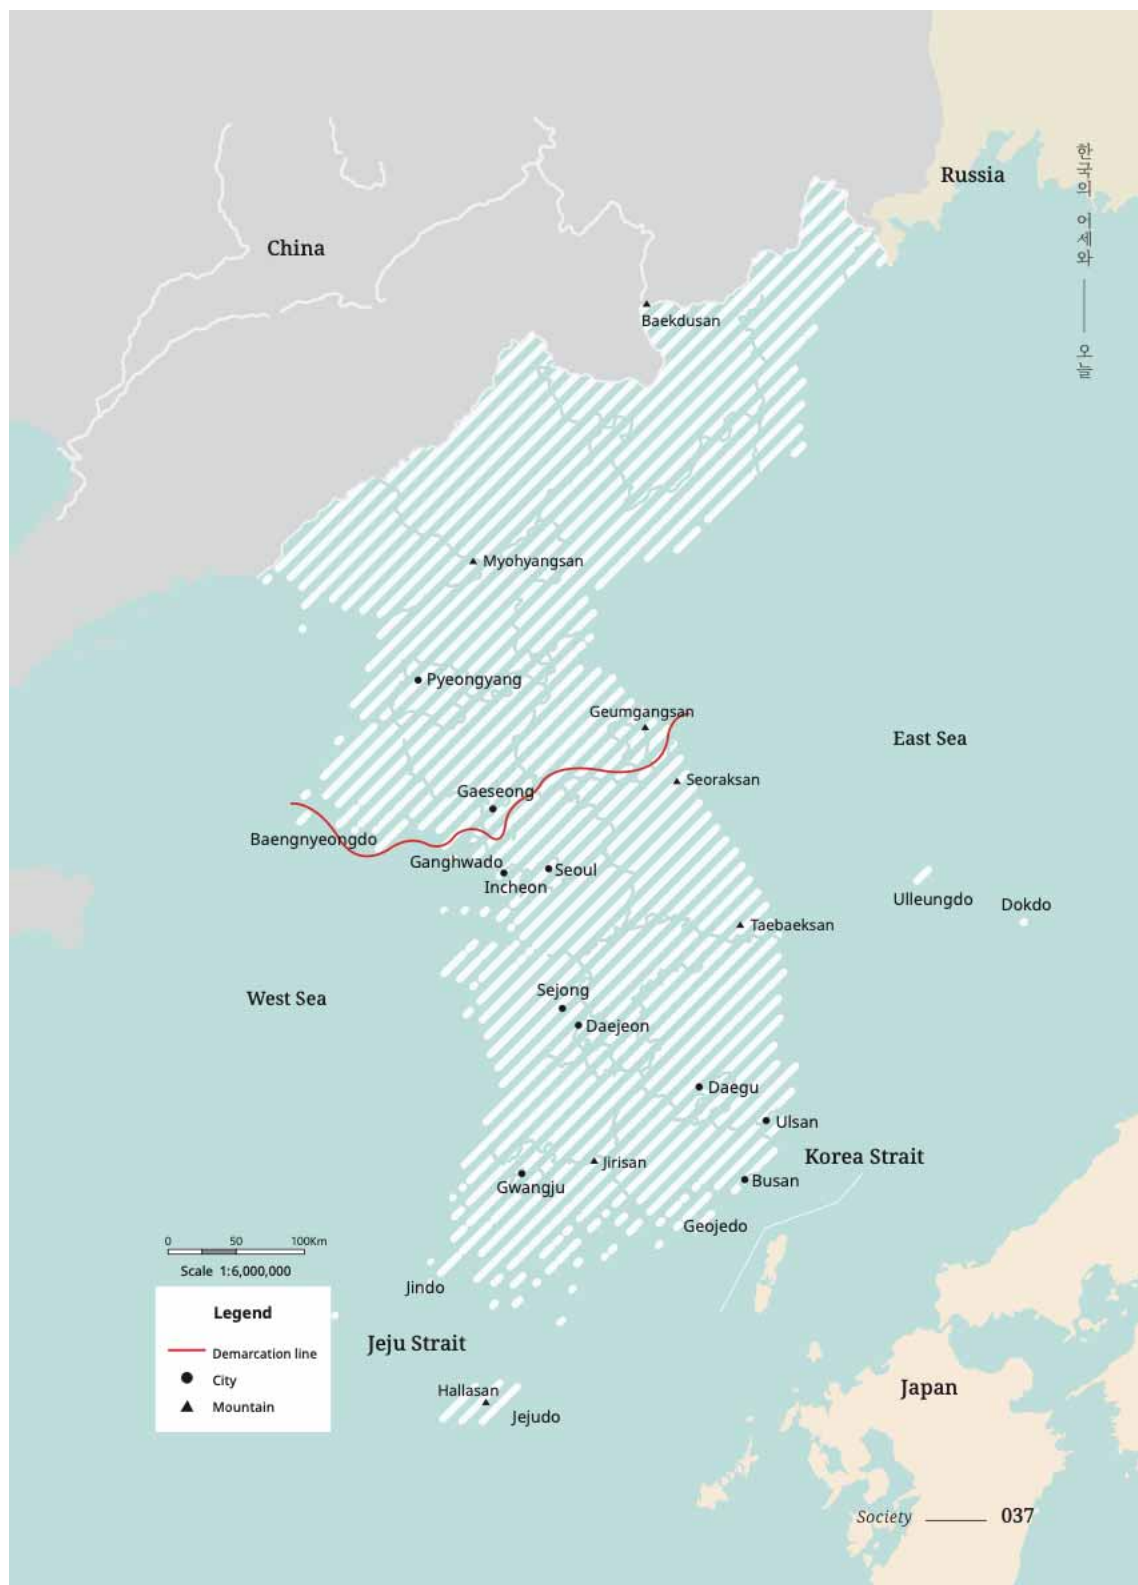 Russia
한국의 어제와
오늘
China
Baekdusan
Myohyangsan
Pyeongyang
Geumgangsan
East Sea
Seoraksan
Gaeseong
Baengnyeongdo
Ganghwado
Seoul
Incheon
Ulleungdo
Dokdo
Taebaeksan
West Sea
Sejong
Daejeon
Daegu
Ulsan
Korea Strait
Jirisan
Busan
Gwangju
Geojedo
0 50 100Km
Scale 1:6,000,000
Jindo
Legend
Demarcation line
City
Mountain
Jeju Strait
Japan
Hallasan
Jejudo
Society 037